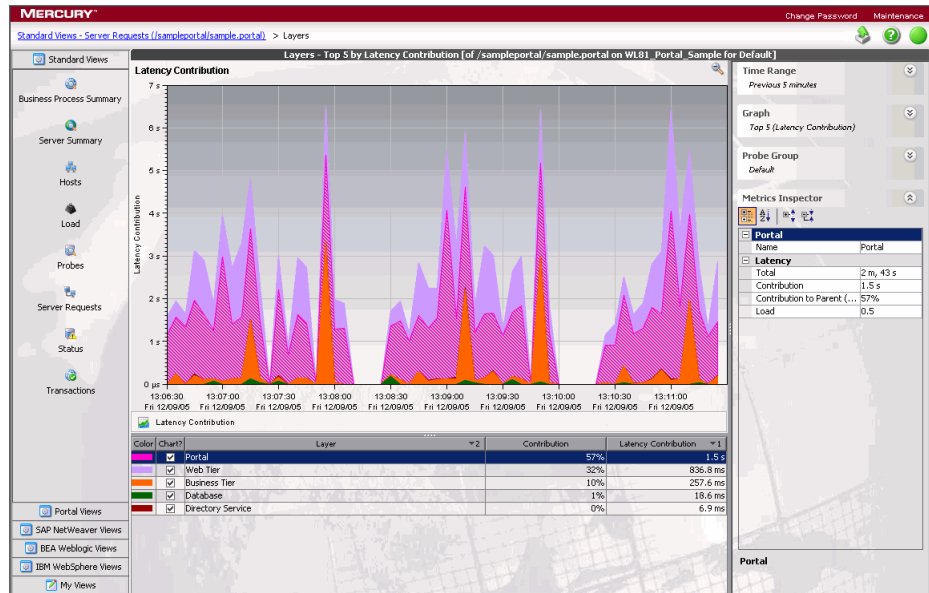 MERCURY™
Change Password Maintenance
Standard Views - Server Requests (/sampleportal/sample.portal) > Layers
Standard Views
Business Process Summary
Server Summary
Hosts
Load
Probes
Server Requests
Status
Transactions
Portal Views
SAP NetWeaver Views
BEA Weblogic Views
IBM WebSphere Views
My Views
Layers - Top 5 by Latency Contribution [of /sampleportal/sample.portal on WL81_Portal_Sample for Default]
Latency Contribution
Latency Contribution
7 s
6 s
5 s
4 s
3 s
2 s
1 s
0 µs
13:06:30 13:07:00 13:07:30 13:08:00 13:08:30 13:09:00 13:09:30 13:10:00 13:10:30 13:11:00
Fri 12/09/05 Fri 12/09/05 Fri 12/09/05 Fri 12/09/05 Fri 12/09/05 Fri 12/09/05 Fri 12/09/05 Fri 12/09/05 Fri 12/09/05 Fri 12/09/05
Latency Contribution
Color Chart? Layer 2 Contribution Latency Contribution 1
Portal 57% 1.5 s
Web Tier 32% 836.8 ms
Business Tier 10% 257.6 ms
Database 1% 18.6 ms
Directory Service 0% 6.9 ms
Time Range
Previous 5 minutes
Graph
Top 5 (Latency Contribution)
Probe Group
Default
Metrics Inspector
Portal
Name Portal
Latency
Total 2 m, 43 s
Contribution 1.5 s
Contribution to Parent (... 57%
Load 0.5
Portal